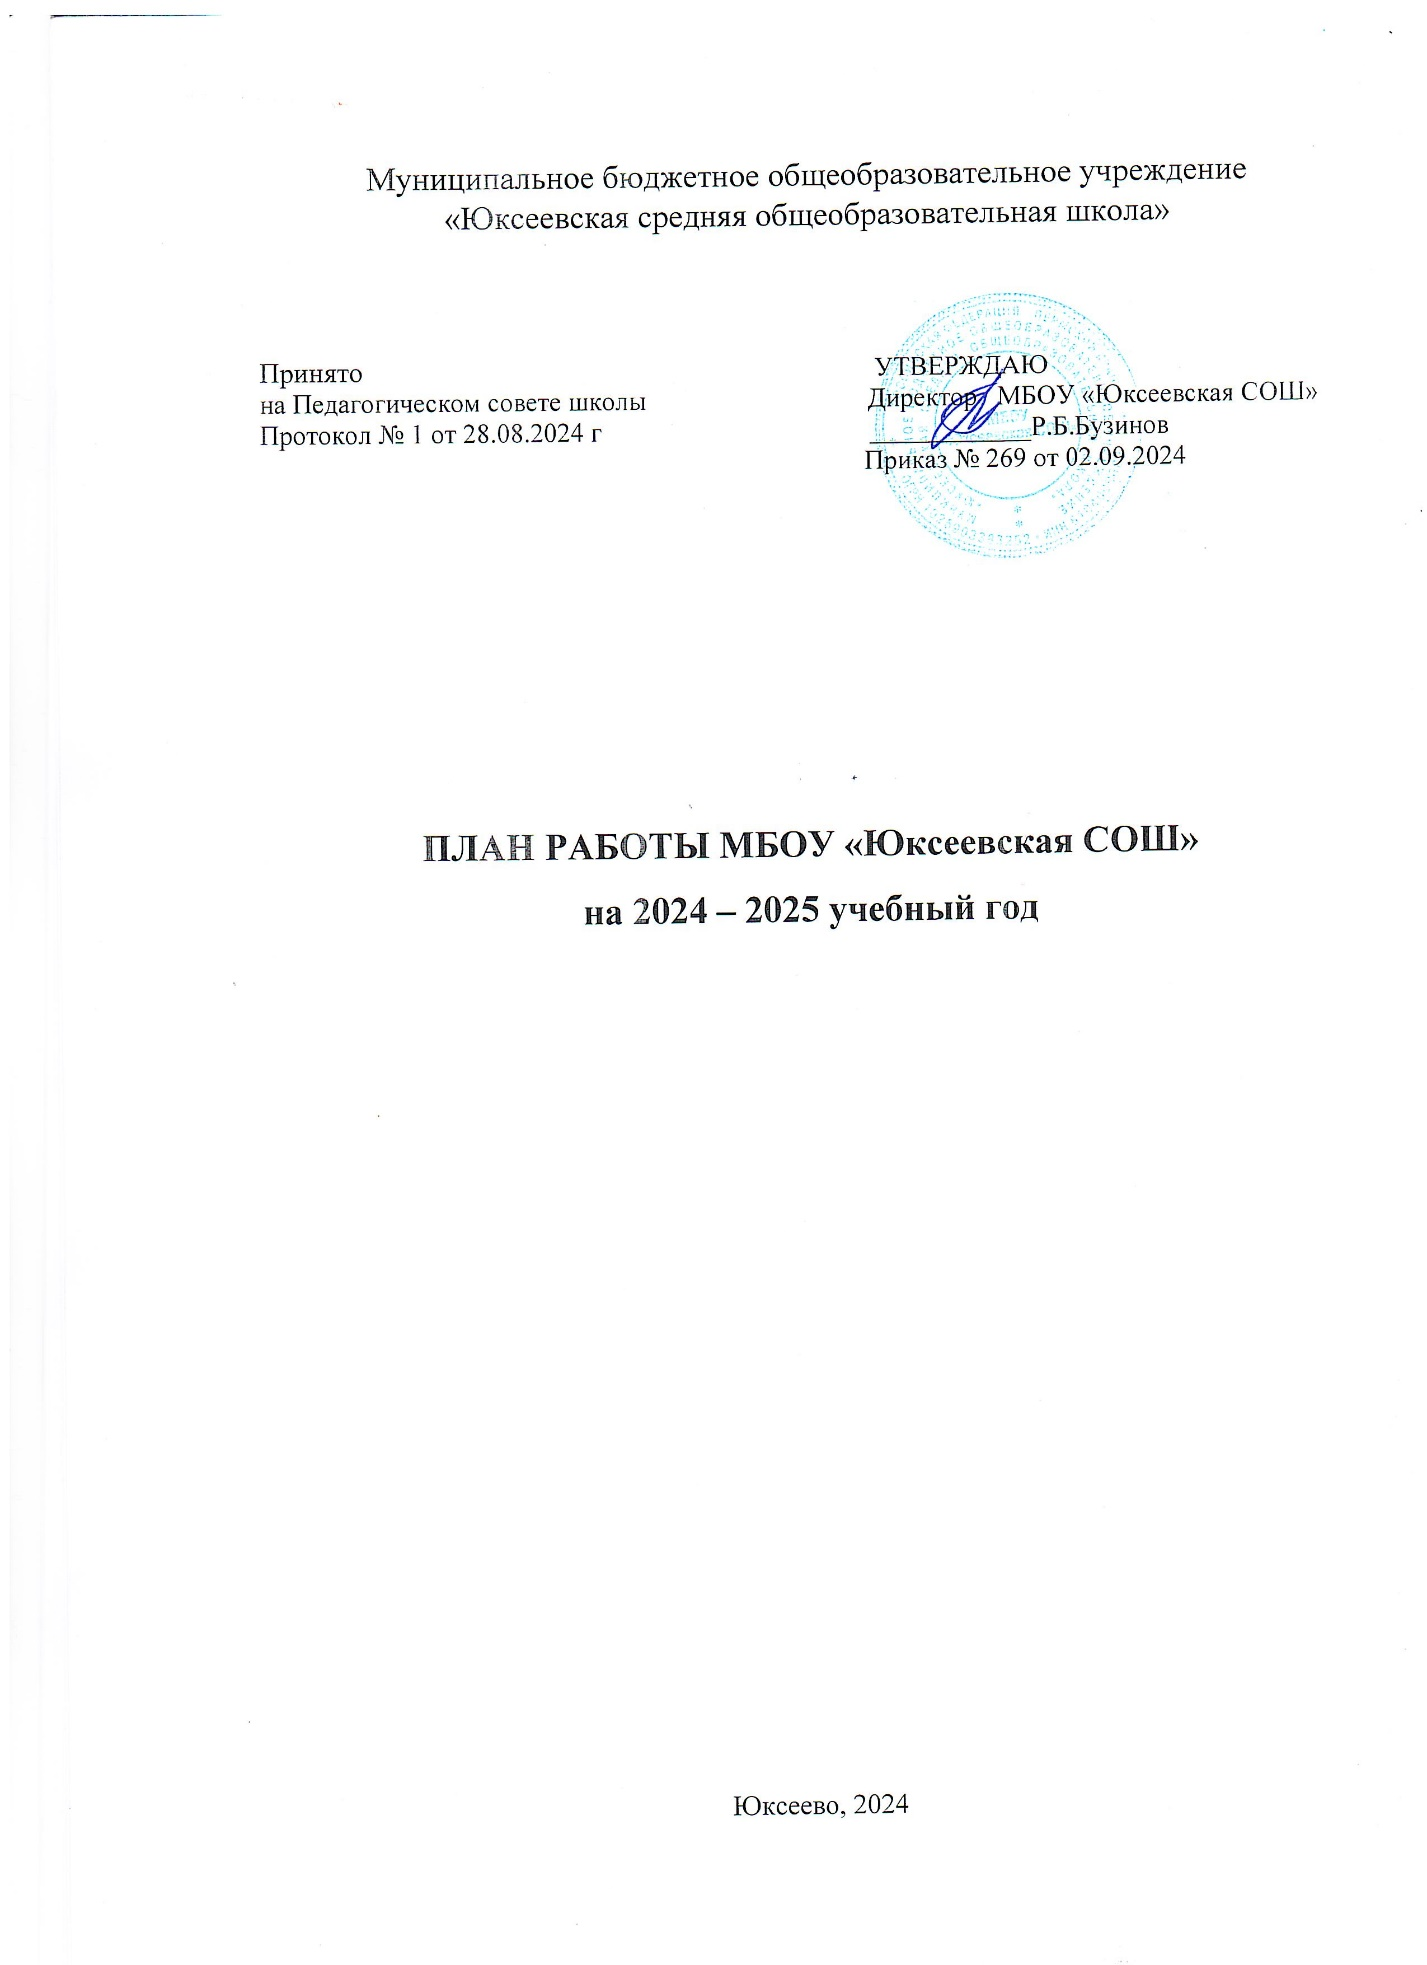 Муниципальное бюджетное общеобразовательное учреждение
«Юксеевская средняя общеобразовательная школа»
Принято
на Педагогическом совете школы
Протокол № 1 от 28.08.2024 г
УТВЕРЖДАЮ
Директор МБОУ «Юксеевская СОШ»
Р.Б.Бузинов
Приказ № 269 от 02.09.2024
ПЛАН РАБОТЫ МБОУ «Юксеевская СОШ»
на 2024 – 2025 учебный год
Юксеево, 2024